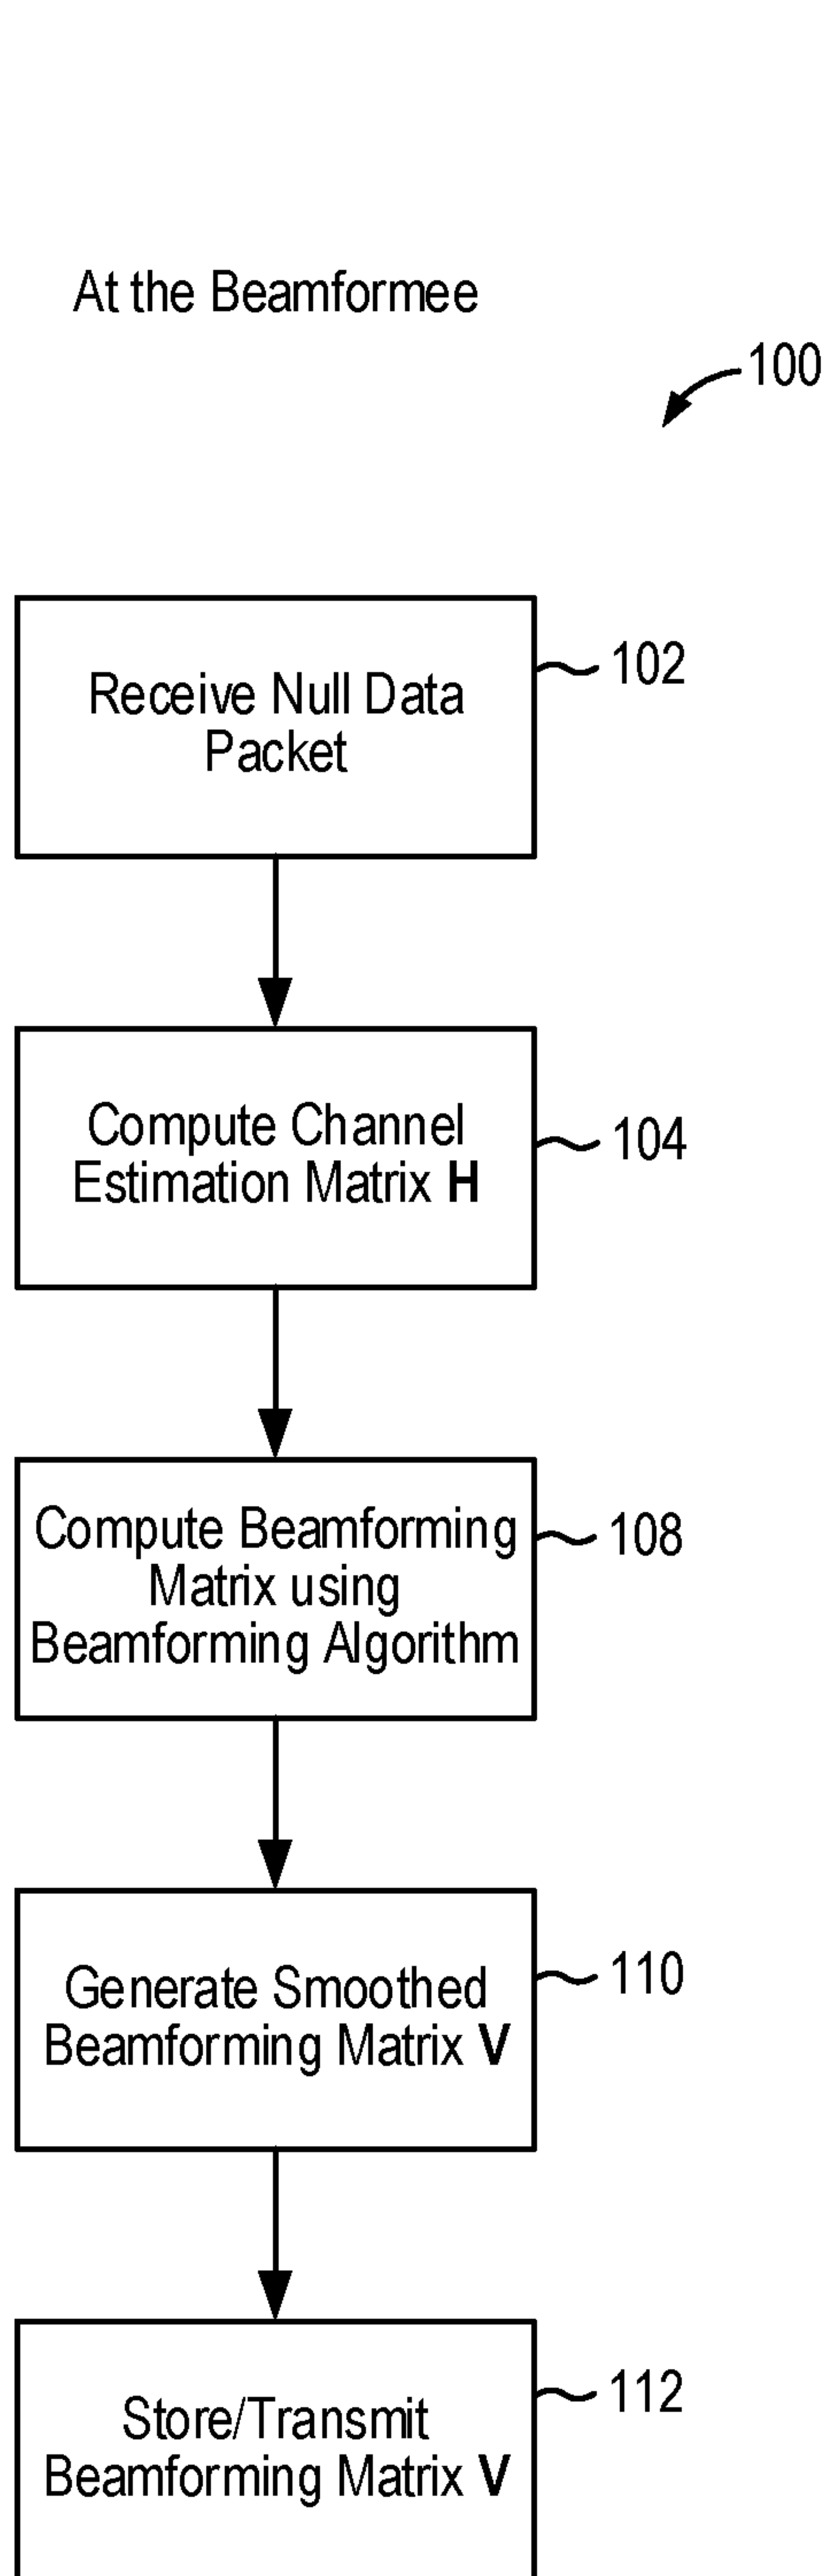 At the Beamformee
100
Receive Null Data
Packet
102
Compute Channel
Estimation Matrix H
104
Compute Beamforming
Matrix using
Beamforming Algorithm
108
Generate Smoothed
Beamforming Matrix V
110
Store/Transmit
Beamforming Matrix V
112